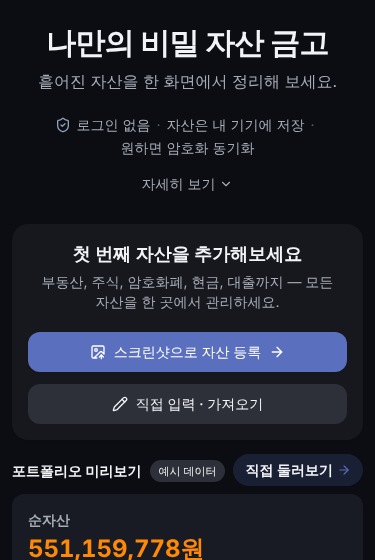 나만의 비밀 자산 금고
흩어진 자산을 한 화면에서 정리해 보세요.
로그인 없음 · 자산은 내 기기에 저장 ·
원하면 암호화 동기화
자세히 보기
첫 번째 자산을 추가해보세요
부동산, 주식, 암호화폐, 현금, 대출까지 — 모든
자산을 한 곳에서 관리하세요.
스크린샷으로 자산 등록 →
직접 입력 · 가져오기
포트폴리오 미리보기 예시 데이터 직접 둘러보기 →
순자산
551,159,778원